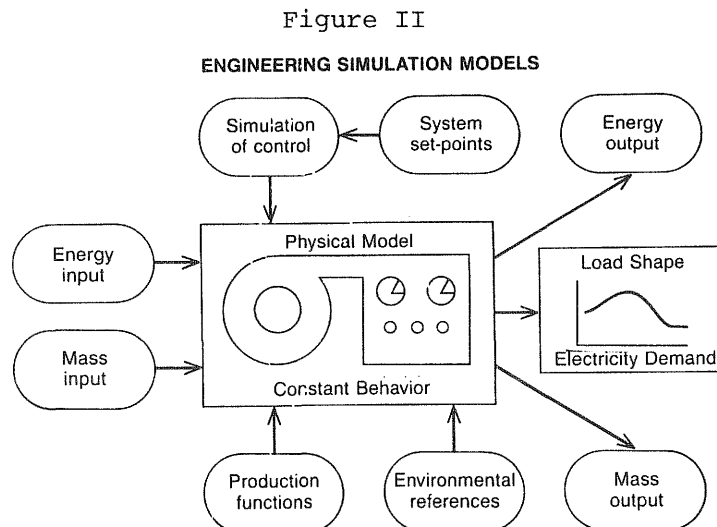 Figure II
ENGINEERING SIMULATION MODELS
Simulation
of control
System
set-points
Energy
output
Energy
input
Physical Model
Load Shape
Electricity Demand
Mass
input
Constant Behavior
Production
functions
Environmental
references
Mass
output